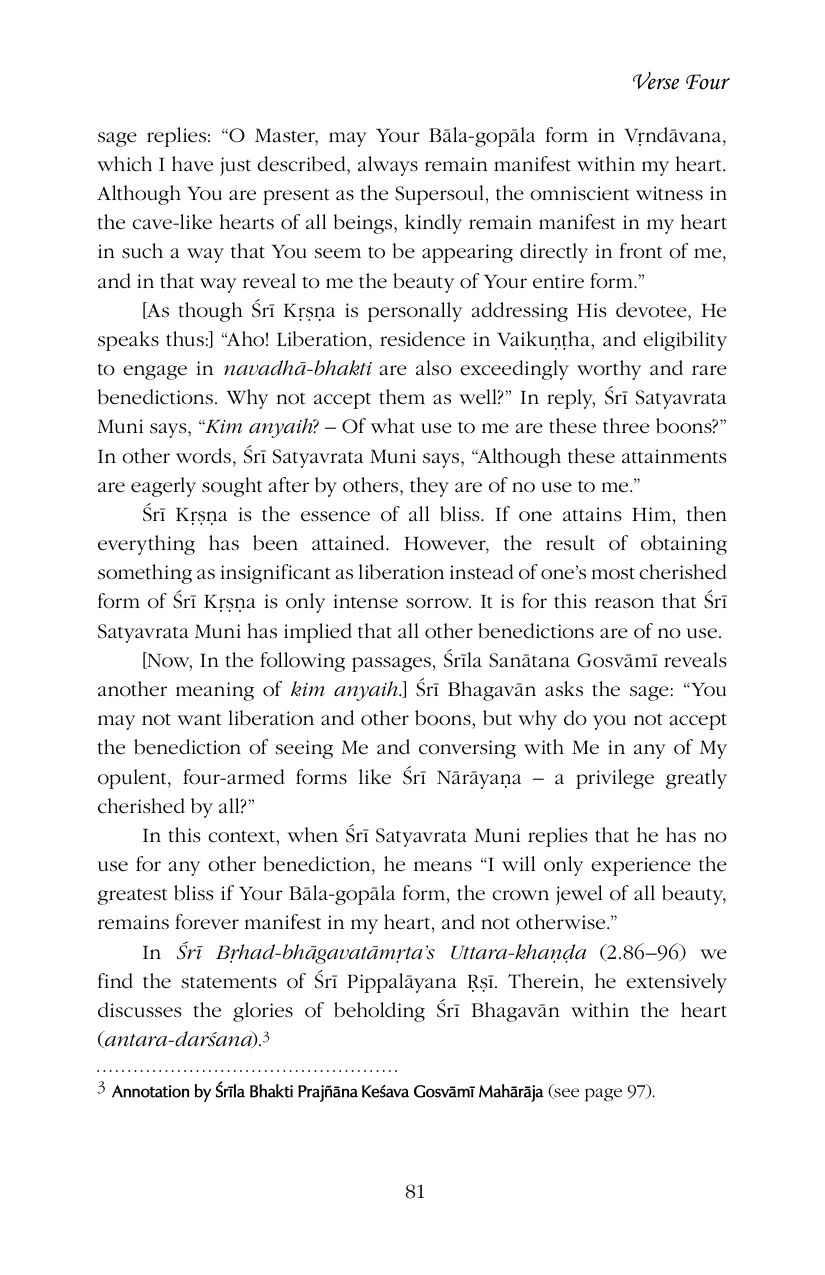 Verse Four
sage replies: “O Master, may Your Bāla-gopāla form in Vṛndāvana,
which I have just described, always remain manifest within my heart.
Although You are present as the Supersoul, the omniscient witness in
the cave-like hearts of all beings, kindly remain manifest in my heart
in such a way that You seem to be appearing directly in front of me,
and in that way reveal to me the beauty of Your entire form.”
[As though Śrī Kṛṣṇa is personally addressing His devotee, He
speaks thus:] “Aho! Liberation, residence in Vaikuṇṭha, and eligibility
to engage in navadhā-bhakti are also exceedingly worthy and rare
benedictions. Why not accept them as well?” In reply, Śrī Satyavrata
Muni says, “Kim anyaih? – Of what use to me are these three boons?”
In other words, Śrī Satyavrata Muni says, “Although these attainments
are eagerly sought after by others, they are of no use to me.”
Śrī Kṛṣṇa is the essence of all bliss. If one attains Him, then
everything has been attained. However, the result of obtaining
something as insignificant as liberation instead of one’s most cherished
form of Śrī Kṛṣṇa is only intense sorrow. It is for this reason that Śrī
Satyavrata Muni has implied that all other benedictions are of no use.
[Now, In the following passages, Śrīla Sanātana Gosvāmī reveals
another meaning of kim anyaih.] Śrī Bhagavān asks the sage: “You
may not want liberation and other boons, but why do you not accept
the benediction of seeing Me and conversing with Me in any of My
opulent, four-armed forms like Śrī Nārāyaṇa – a privilege greatly
cherished by all?”
In this context, when Śrī Satyavrata Muni replies that he has no
use for any other benediction, he means “I will only experience the
greatest bliss if Your Bāla-gopāla form, the crown jewel of all beauty,
remains forever manifest in my heart, and not otherwise.”
In Śrī Bṛhad-bhāgavatāmṛta’s Uttara-khaṇḍa (2.86–96) we
find the statements of Śrī Pippalāyana Ṛṣī. Therein, he extensively
discusses the glories of beholding Śrī Bhagavān within the heart
(antara-darśana).3
3 Annotation by Śrīla Bhakti Prajñāna Keśava Gosvāmī Mahārāja (see page 97).
81